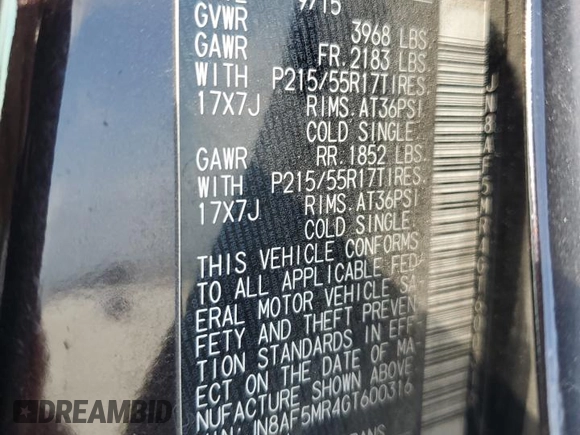 9/15
GVWR 3968 LBS.
GAWR FR.2183 LBS.
WITH P215/55R17TIRES.
17X7J RIMS.AT36PSI
COLD SINGLE.
GAWR RR.1852 LBS.
WITH P215/55R17TIRES.
17X7J RIMS.AT36PSI
COLD SINGLE.
THIS VEHICLE CONFORMS
TO ALL APPLICABLE FED-
ERAL MOTOR VEHICLE SA-
FETY AND THEFT PREVEN-
TION STANDARDS IN EFF-
ECT ON THE DATE OF MA-
NUFACTURE SHOWN ABOVE
JN8AF5MR4GT600316
DREAMBID